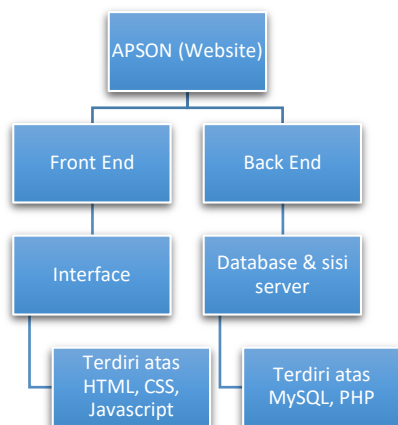 APSON (Website)
Front End
Back End
Interface
Database & sisi
server
Terdiri atas
HTML, CSS,
Javascript
Terdiri atas
MySQL, PHP